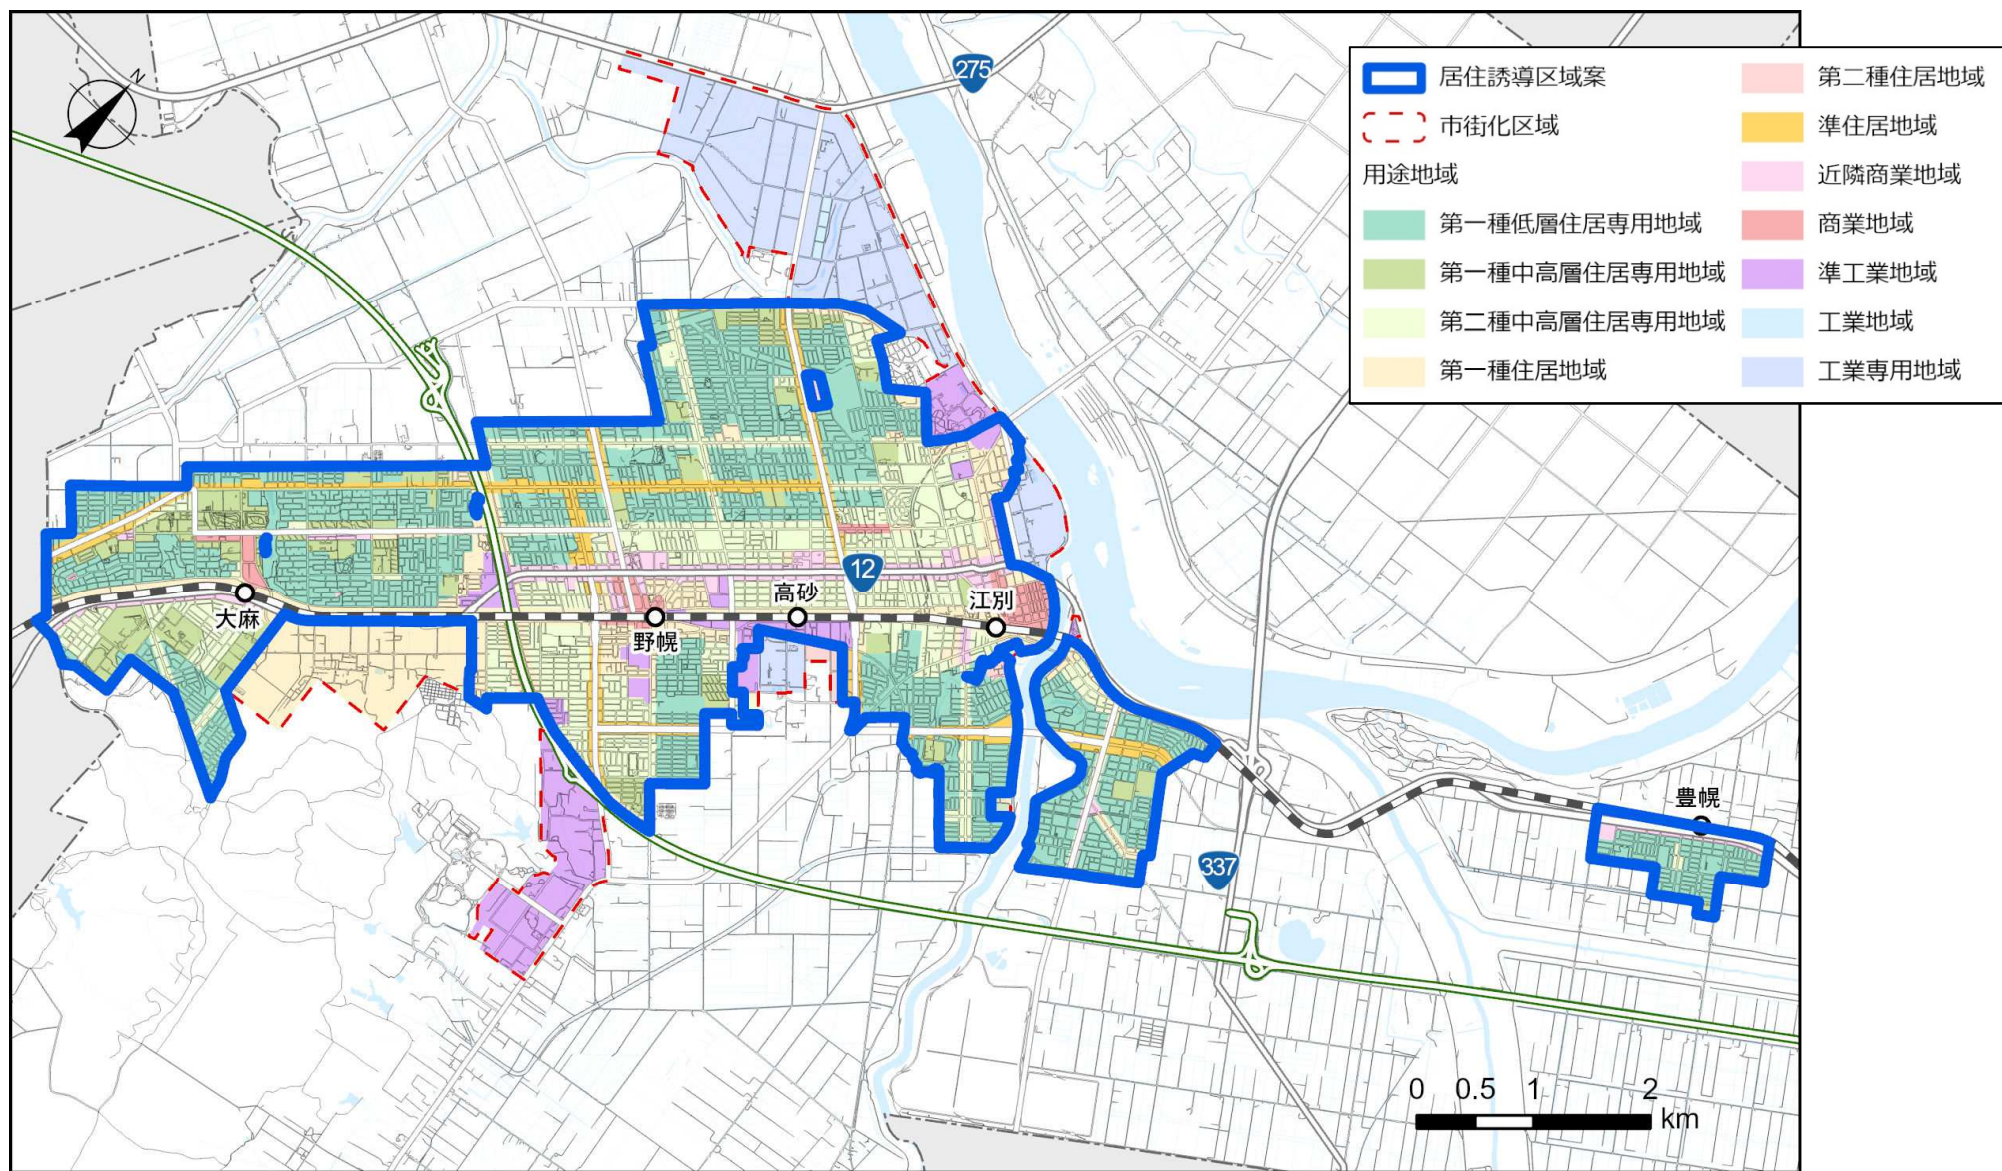 N
275
居住誘導区域案
市街化区域
用途地域
第一種低層住居専用地域
第一種中高層住居専用地域
第二種中高層住居専用地域
第一種住居地域
第二種住居地域
準住居地域
近隣商業地域
商業地域
準工業地域
工業地域
工業専用地域
12
大麻
野幌
高砂
江別
豊幌
337
0 0.5 1 2
km